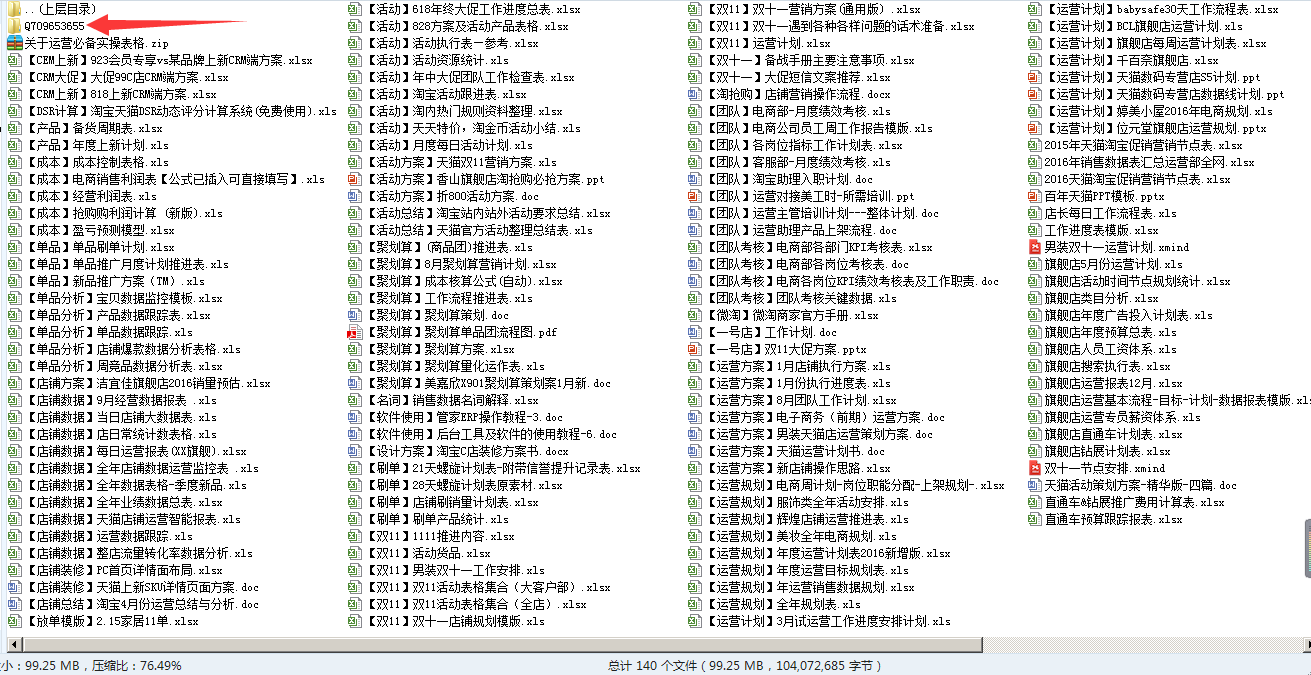 ..(上层目录)
Q709653655
关于运营必备实操表格.zip
【CEM上新】923会员专享vs某品牌上新CRM端方案.xlsx
【CRM大促】大促99C店CRM端方案.xlsx
【CRM上新】818上新CRM端方案.xlsx
【DSR计算】淘宝天猫DSR动态评分计算系统(免费使用).xls
【产品】备货周期表.xlsx
【产品】年度上新计划.xls
【成本】成本控制表格.xls
【成本】电商销售利润表【公式已插入可直接填写】.xls
【成本】经营利润表.xls
【成本】抢购购利润计算 (新版).xls
【成本】盈亏预测模型.xlsx
【单品】单品刷单计划.xlsx
【单品】单品推广月度计划推进表.xls
【单品】新品推广方案（TM）.xls
【单品分析】宝贝数据监控模板.xlsx
【单品分析】产品数据跟踪表.xlsx
【单品分析】单品数据跟踪.xls
【单品分析】店铺爆款数据分析表格.xls
【单品分析】周亮品数据分析表.xlsx
【店铺方案】洁宜佳旗舰店2016销量预估.xlsx
【店铺数据】9月经营数据报表 .xls
【店铺数据】当日店铺大数据表.xls
【店铺数据】店日常统计数表格.xls
【店铺数据】每日运营报表(XX旗舰).xlsx
【店铺数据】全年店铺数据运营监控表 .xls
【店铺数据】全年数据表格-季度新品.xls
【店铺数据】全年业绩数据总表.xlsx
【店铺数据】天猫店铺运营智能报表.xls
【店铺数据】运营数据跟踪.xls
【店铺数据】整店流量转化率数据分析.xls
【店铺装修】PC首页详情面布局.xlsx
【店铺装修】天猫上新SKU详情页面方案.doc
【店铺总结】淘宝4月份运营总结与分析.doc
【放单模版】2.15家居11单.xlsx
【活动】618年终大促工作进度总表.xlsx
【活动】828方案及活动产品表格.xlsx
【活动】活动执行表—参考.xlsx
【活动】活动资源统计.xls
【活动】年中大促团队工作检查表.xlsx
【活动】淘宝活动跟进表.xlsx
【活动】淘内热门规则资料整理.xlsx
【活动】天天特价，淘金币活动小结.xls
【活动】月度每日活动计划.xls
【活动方案】天猫双11营销方案.xls
【活动方案】香山旗舰店淘抢购必抢方案.ppt
【活动方案】折800活动方案.doc
【活动总结】淘宝站内站外活动要求总结.xlsx
【活动总结】天猫官方活动整理总结表.xls
【聚划算】(商品团)推进表.xls
【聚划算】8月聚划算营销计划.xlsx
【聚划算】成本核算公式(自动).xlsx
【聚划算】工作流程推进表.xls
【聚划算】聚划算策划.doc
【聚划算】聚划算单品团流程图.pdf
【聚划算】聚划算方案.xlsx
【聚划算】聚划算量化运作表.xls
【聚划算】美嘉欣X901聚划算策划案1月新.doc
【名词】销售数据名词解释.xlsx
【软件使用】管家ERP操作教程-3.doc
【软件使用】后台工具及软件的使用教程-6.doc
【设计方案】淘宝C店装修方案书.docx
【刷单】21天螺旋计划表-附带信誉提升记录表.xlsx
【刷单】28天螺旋计划表原素材.xlsx
【刷单】店铺刷销量计划表.xlsx
【刷单】刷单产品统计.xls
【双11】1111推进内容.xlsx
【双11】活动货品.xlsx
【双11】男装双十一工作安排.xls
【双11】双11活动表格集合（大客户部）.xlsx
【双11】双11活动表格集合（全店）.xlsx
【双11】双十一店铺规划模版.xls
【双11】双十一营销方案（通用版）.xls
【双11】双十一遇到各种各样问题的话术准备.xlsx
【双11】运营计划.xlsx
【双十一】备战手册主要注意事项.xlsx
【双十一】大促短信文案推荐.xlsx
【淘抢购】店铺营销操作流程.docx
【团队】电商部-月度绩效考核.xls
【团队】电商公司员工周工作报告模版.xls
【团队】各岗位指标工作计划表.xls
【团队】客服部-月度绩效考核.xls
【团队】淘宝助理入职计划.doc
【团队】运营对接美工时-所需培训.ppt
【团队】运营主管培训计划---整体计划.doc
【团队】运营助理产品上架流程.doc
【团队考核】电商部各部门KPI考核表.xlsx
【团队考核】电商部各岗位考核表.doc
【团队考核】电商各岗位KPI绩效考核表及工作职责.doc
【团队考核】团队考核关键数据.xls
【微淘】微淘商家官方手册.xlsx
【一号店】工作计划.doc
【一号店】双11大促方案.pptx
【运营方案】1月店铺执行方案.xls
【运营方案】1月份执行进度表.xls
【运营方案】8月团队工作计划.xlsx
【运营方案】电子商务（前期）运营方案.doc
【运营方案】男装天猫店运营策划方案.doc
【运营方案】天猫运营计划书.doc
【运营方案】新店铺操作思路.xlsx
【运营规划】电商周计划-岗位职能分配-上架规划-.xlsx
【运营规划】服饰类全年活动安排.xls
【运营规划】辉煌店铺运营推进表.xls
【运营规划】美妆全年电商规划.xls
【运营规划】年度运营计划表2016新增版.xlsx
【运营规划】年度运营目标规划表.xls
【运营规划】年运营销售数据规划.xlsx
【运营规划】全年规划表.xls
【运营计划】3月试运营工作进度安排计划.xls
【运营计划】babysafe30天工作流程表.xlsx
【运营计划】BCL旗舰店运营计划.xlsx
【运营计划】旗舰店每周运营计划表.xlsx
【运营计划】千百奈旗舰店.xlsx
【运营计划】天猫数码专营店S5计划.ppt
【运营计划】天猫数码专营店数据线计划.ppt
【运营计划】婷美小屋2016年电商规划.xls
【运营计划】位元堂旗舰店运营规划.pptx
2015年天猫淘宝促销营销节点表.xls
2016年销售数据表汇总运营部全网.xlsx
2016天猫淘宝促销营销节点表.xlsx
百年天猫PPT模板.pptx
店长每日工作流程表.xls
工作进度表模版.xlsx
男装双十一运营计划.xmind
旗舰店5月份运营计划.xls
旗舰店活动时间节点规划统计.xlsx
旗舰店类目分析.xlsx
旗舰店年度广告投入计划表.xls
旗舰店年度预算总表.xls
旗舰店人员工资体系.xls
旗舰店搜索执行表.xlsx
旗舰店运营报表12月.xlsx
旗舰店运营基本流程-目标-计划-数据报表模版.xls
旗舰店运营专员薪资体系.xls
旗舰店直通车计划表.xlsx
旗舰店钻展计划表.xlsx
双十一节点安排.xmind
天猫活动策划方案-精华版-四篇.doc
直通车&钻展推广费用计算表.xlsx
直通车预算跟踪报表.xlsx
小：99.25 MB，压缩比：76.49%
总计 140 个文件（99.25 MB，104,072,685 字节）